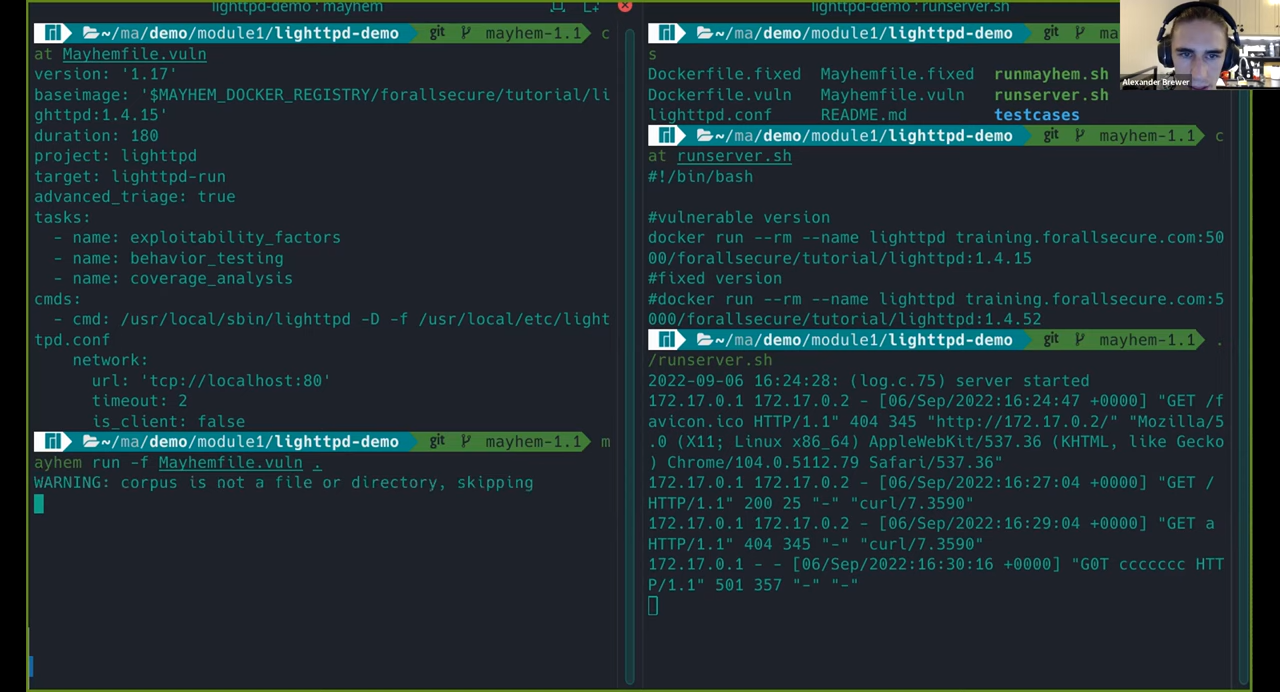 lighttpd-demo : mayhem
~/ma/demo/module1/lighttpd-demo git mayhem-1.1 c
at Mayhemfile.vuln
version: '1.17'
baseimage: '$MAYHEM_DOCKER_REGISTRY/forallsecure/tutorial/li
ghttpd:1.4.15'
duration: 180
project: lighttpd
target: lighttpd-run
advanced_triage: true
tasks:
- name: exploitability_factors
- name: behavior_testing
- name: coverage_analysis
cmds:
- cmd: /usr/local/sbin/lighttpd -D -f /usr/local/etc/light
tpd.conf
network:
url: 'tcp://localhost:80'
timeout: 2
is_client: false
~/ma/demo/module1/lighttpd-demo git mayhem-1.1 m
ayhem run -f Mayhemfile.vuln .
WARNING: corpus is not a file or directory, skipping
lighttpd-demo : runserver.sh
~/ma/demo/module1/lighttpd-demo git ma
s
Dockerfile.fixed Mayhemfile.fixed runmayhem.sh
Dockerfile.vuln Mayhemfile.vuln runserver.sh
lighttpd.conf README.md testcases
~/ma/demo/module1/lighttpd-demo git mayhem-1.1 c
at runserver.sh
#!/bin/bash
#vulnerable version
docker run --rm --name lighttpd training.forallsecure.com:50
00/forallsecure/tutorial/lighttpd:1.4.15
#fixed version
#docker run --rm --name lighttpd training.forallsecure.com:5
000/forallsecure/tutorial/lighttpd:1.4.52
~/ma/demo/module1/lighttpd-demo git mayhem-1.1 .
/runserver.sh
2022-09-06 16:24:28: (log.c.75) server started
172.17.0.1 172.17.0.2 - [06/Sep/2022:16:24:47 +0000] "GET /f
avicon.ico HTTP/1.1" 404 345 "http://172.17.0.2/" "Mozilla/5
.0 (X11; Linux x86_64) AppleWebKit/537.36 (KHTML, like Gecko
) Chrome/104.0.5112.79 Safari/537.36"
172.17.0.1 172.17.0.2 - [06/Sep/2022:16:27:04 +0000] "GET /
HTTP/1.1" 200 25 "-" "curl/7.3590"
172.17.0.1 172.17.0.2 - [06/Sep/2022:16:29:04 +0000] "GET a
HTTP/1.1" 404 345 "-" "curl/7.3590"
172.17.0.1 - - [06/Sep/2022:16:30:16 +0000] "G0T ccccccc HTT
P/1.1" 501 357 "-" "-"
Alexander Brewer